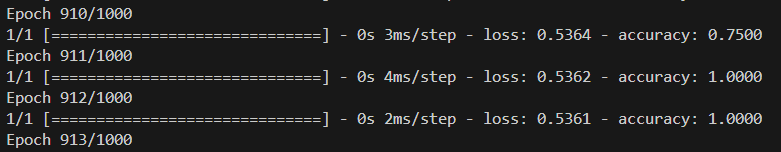 Epoch 910/1000
1/1 [==============================] - 0s 3ms/step - loss: 0.5364 - accuracy: 0.7500
Epoch 911/1000
1/1 [==============================] - 0s 4ms/step - loss: 0.5362 - accuracy: 1.0000
Epoch 912/1000
1/1 [==============================] - 0s 2ms/step - loss: 0.5361 - accuracy: 1.0000
Epoch 913/1000